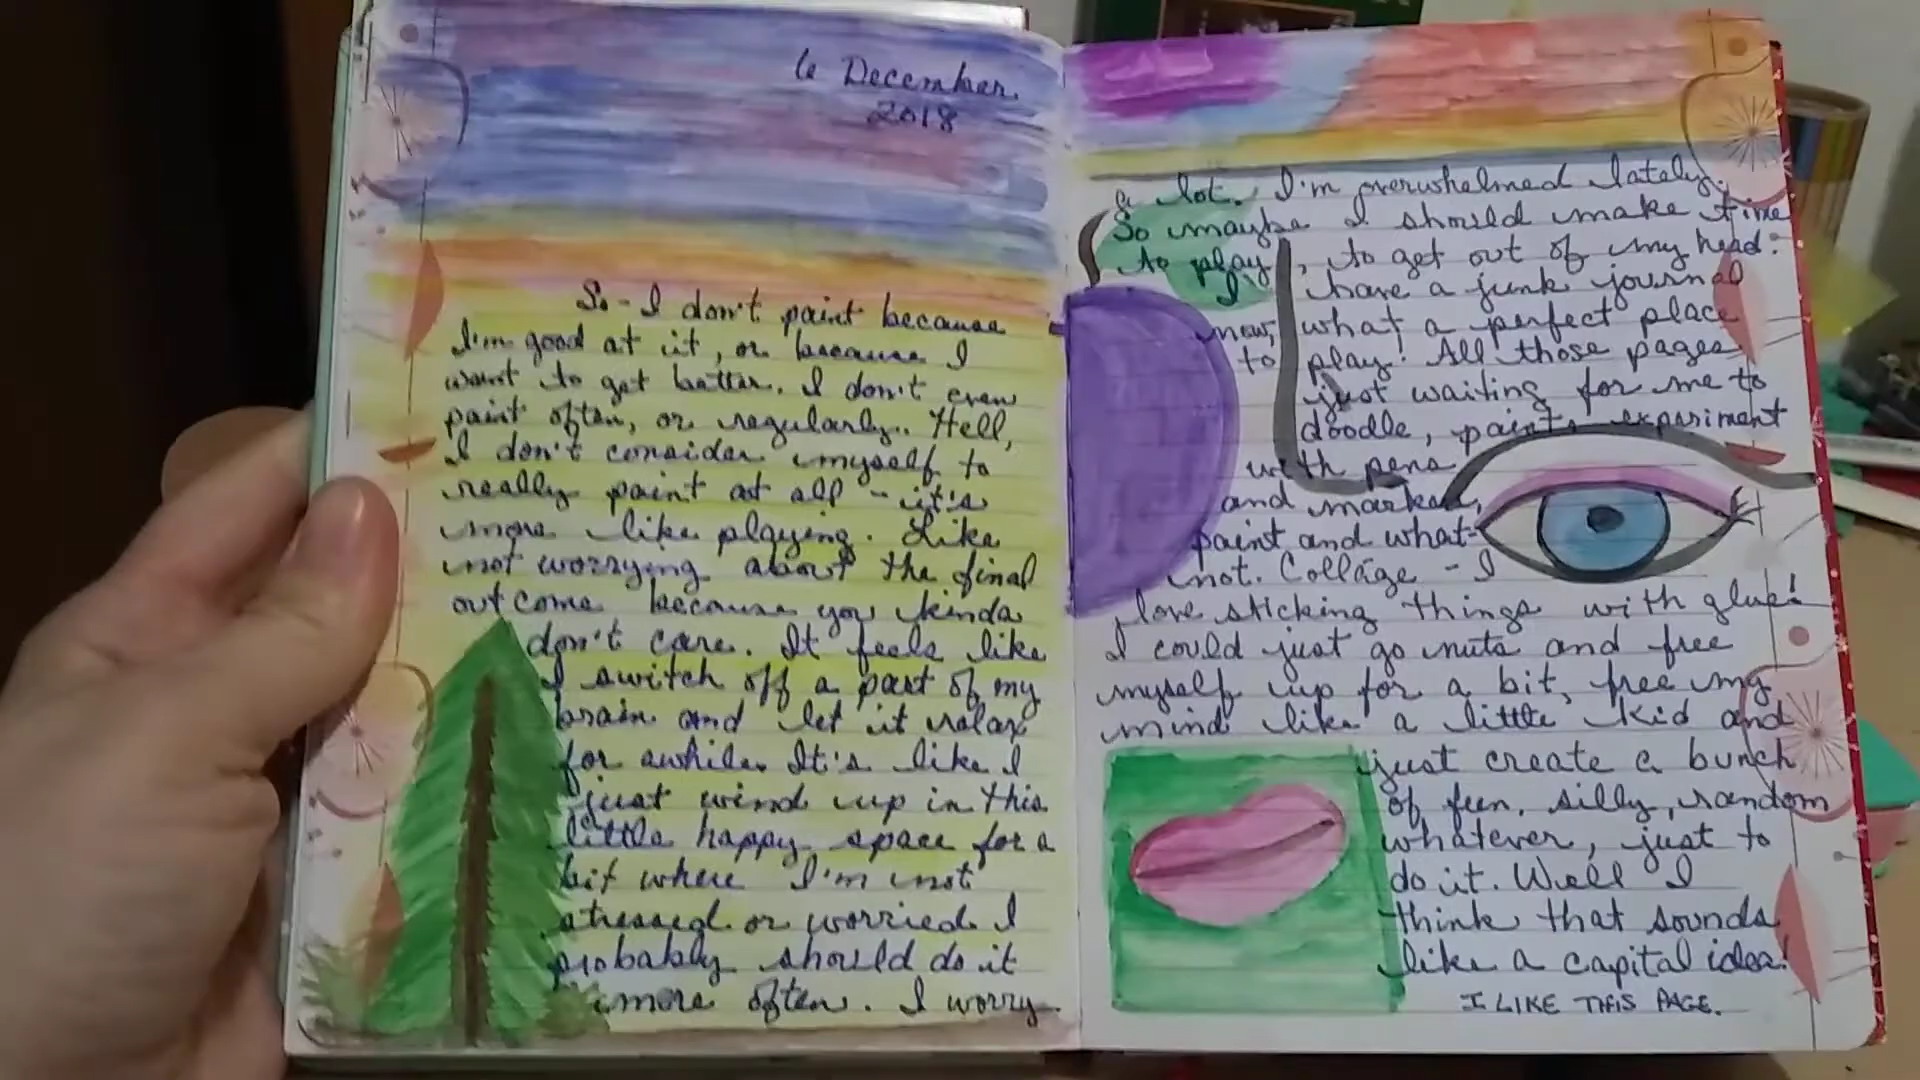 6 December
2018
So - I don't paint because
I'm good at it, or because I
want to get better. I don't even
paint often, or regularly. Hell,
I don't consider myself to
really paint at all - it's
more like playing. Like
not worrying about the final
outcome because you kinda
don't care. It feels like
I switch off a part of my
brain and let it relax
for awhile. It's like I
just wind up in this
little happy space for a
bit where I'm not
stressed or worried. I
probably should do it
more often. I worry
a lot. I'm overwhelmed lately.
So maybe I should make time
to play, to get out of my head.
I have a junk journal
now, what a perfect place
to play! All those pages
just waiting for me to
doodle, paint, experiment
with pens
and markers,
paint and what-
not. Collage - I
love sticking things with glue!
I could just go nuts and free
myself up for a bit, free my
mind like a little kid and
just create a bunch
of fun, silly, random
whatever, just to
do it. Well I
think that sounds
like a capital idea!
I LIKE THIS PAGE.